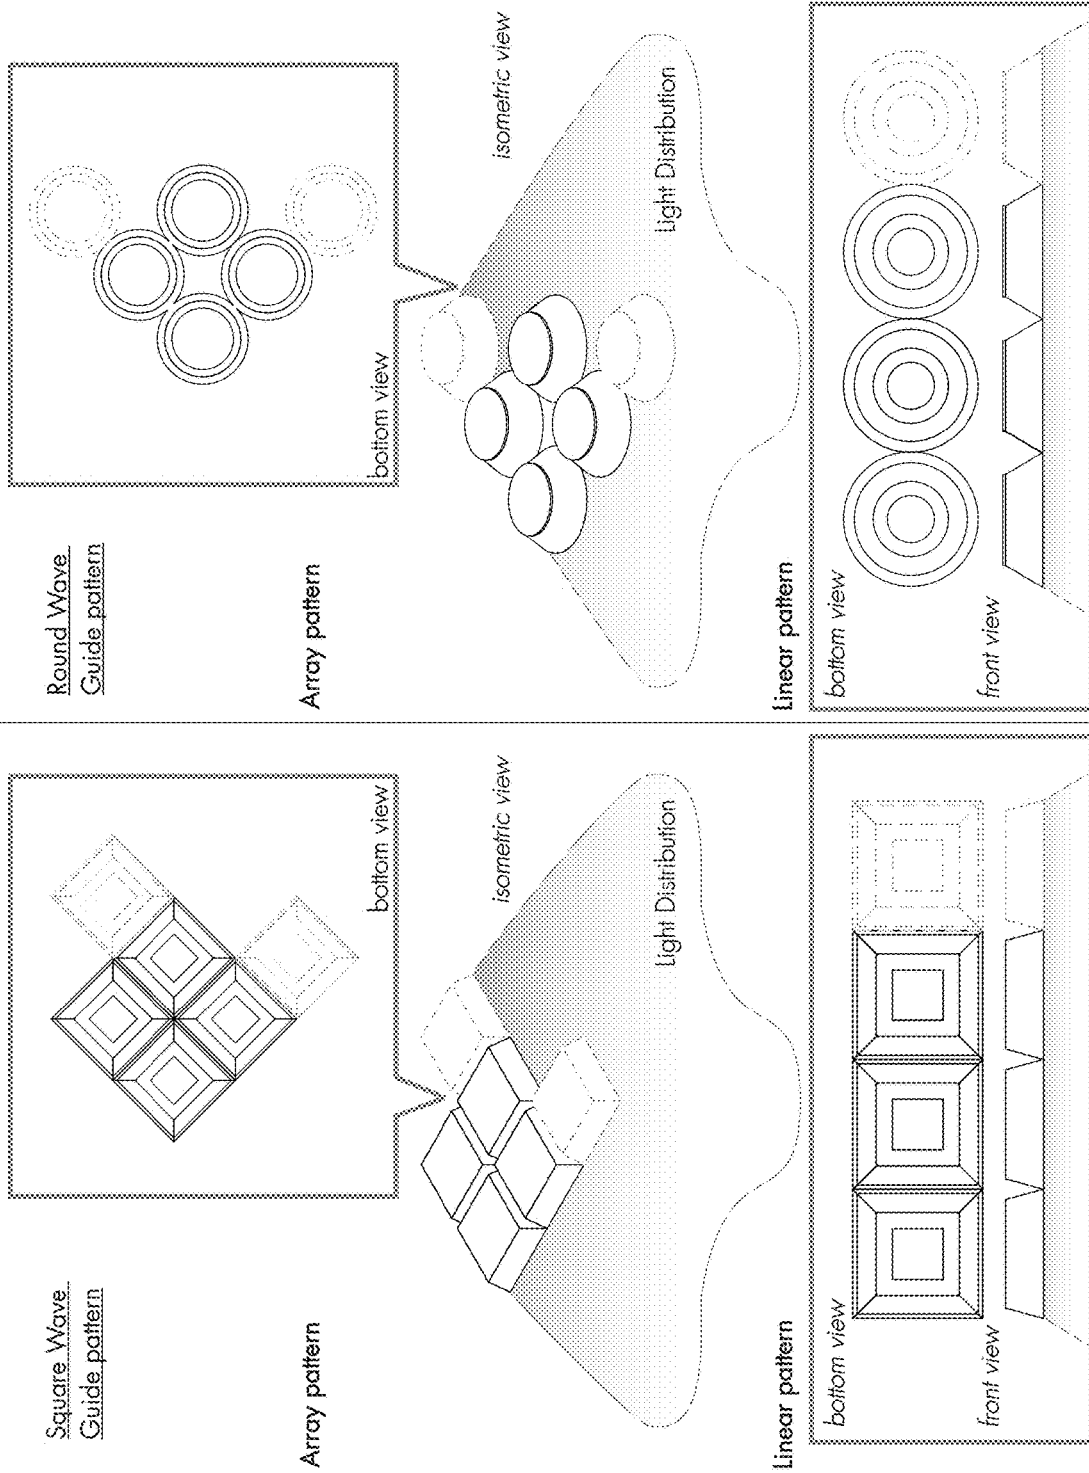 Square Wave
Guide pattern
Array pattern
bottom view
isometric view
Light Distribution
Linear pattern
bottom view
front view
Round Wave
Guide pattern
Array pattern
bottom view
isometric view
Light Distribution
Linear pattern
bottom view
front view